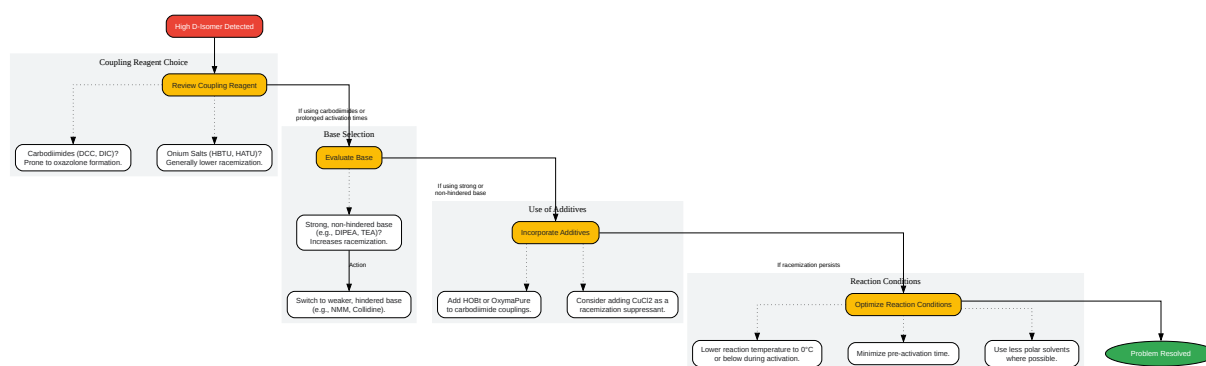 High D-Isomer Detected
Coupling Reagent Choice
Review Coupling Reagent
Carbodiimides (DCC, DIC)?
Prone to oxazolone formation.
Onium Salts (HBTU, HATU)?
Generally lower racemization.
If using carbodiimides or
prolonged activation times
Base Selection
Evaluate Base
Strong, non-hindered base
(e.g., DIPEA, TEA)?
Increases racemization.
Action
Switch to weaker, hindered base
(e.g., NMM, Collidine).
If using strong or
non-hindered base
Use of Additives
Incorporate Additives
Add HOBt or OxymaPure
to carbodiimide couplings.
Consider adding CuCl2 as a
racemization suppressant.
If racemization persists
Reaction Conditions
Optimize Reaction Conditions
Lower reaction temperature to 0°C
or below during activation.
Minimize pre-activation time.
Use less polar solvents
where possible.
Problem Resolved